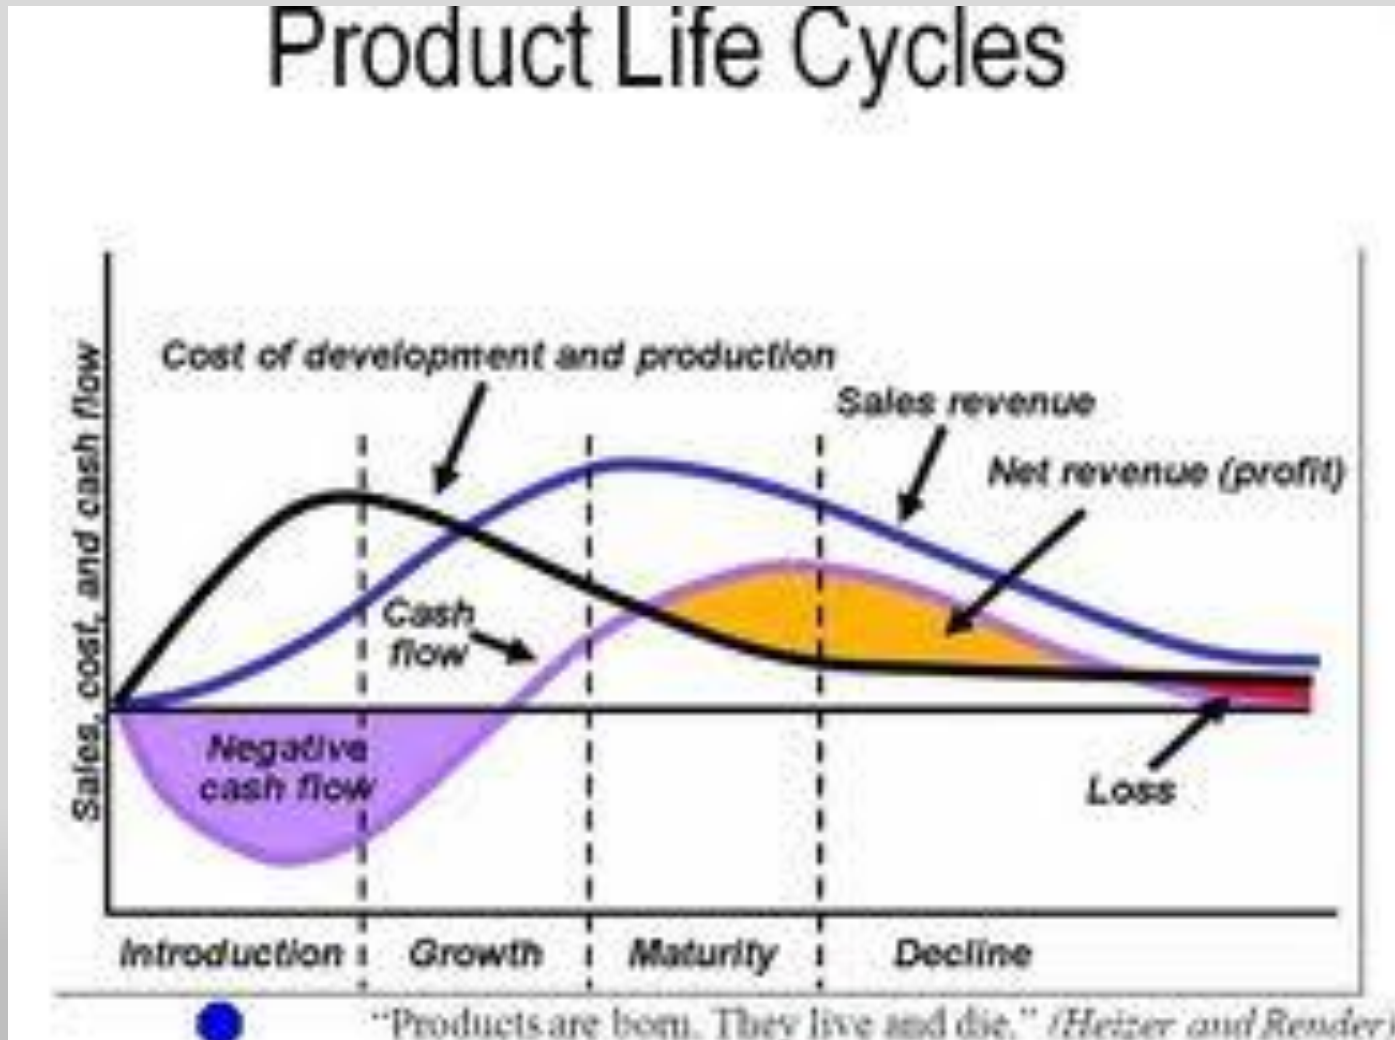 Product Life Cycles
Cost of development and production
Sales revenue
Net revenue (profit)
Sales, cost, and cash flow
Cash
flow
Negative
cash flow
Loss
Introduction
Growth
Maturity
Decline
“Products are born. They live and die.” (Heizer and Render)